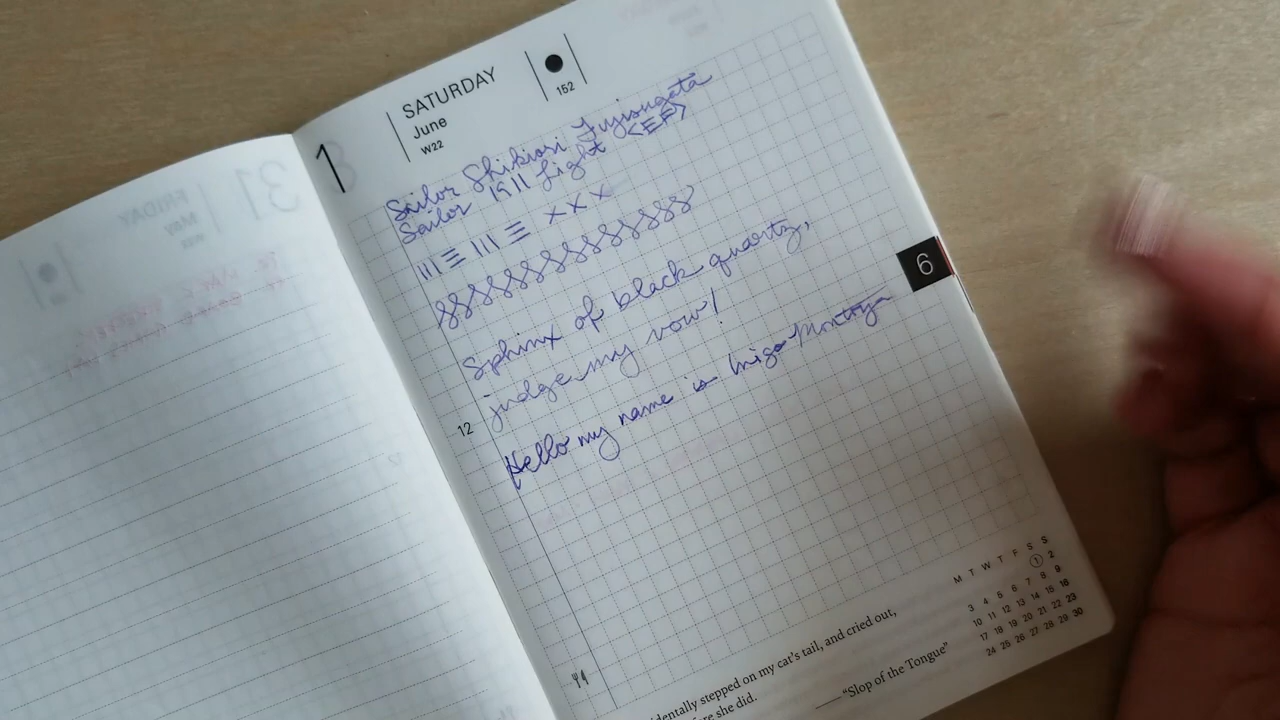 31
FRIDAY
May
1
SATURDAY
June
W22
152
Sailor Shikiori Fujisugata
Sailor 1911 Light <EF>
XXX
Sphinx of black quartz,
judge my vow!
12
Hello my name is Inigo Montoya
6
M T W T F S S
1 2
3 4 5 6 7 8 9
10 11 12 13 14 15 16
17 18 19 20 21 22 23
24 25 26 27 28 29 30
dentally stepped on my cat's tail, and cried out,
fore she did.
"Slop of the Tongue"